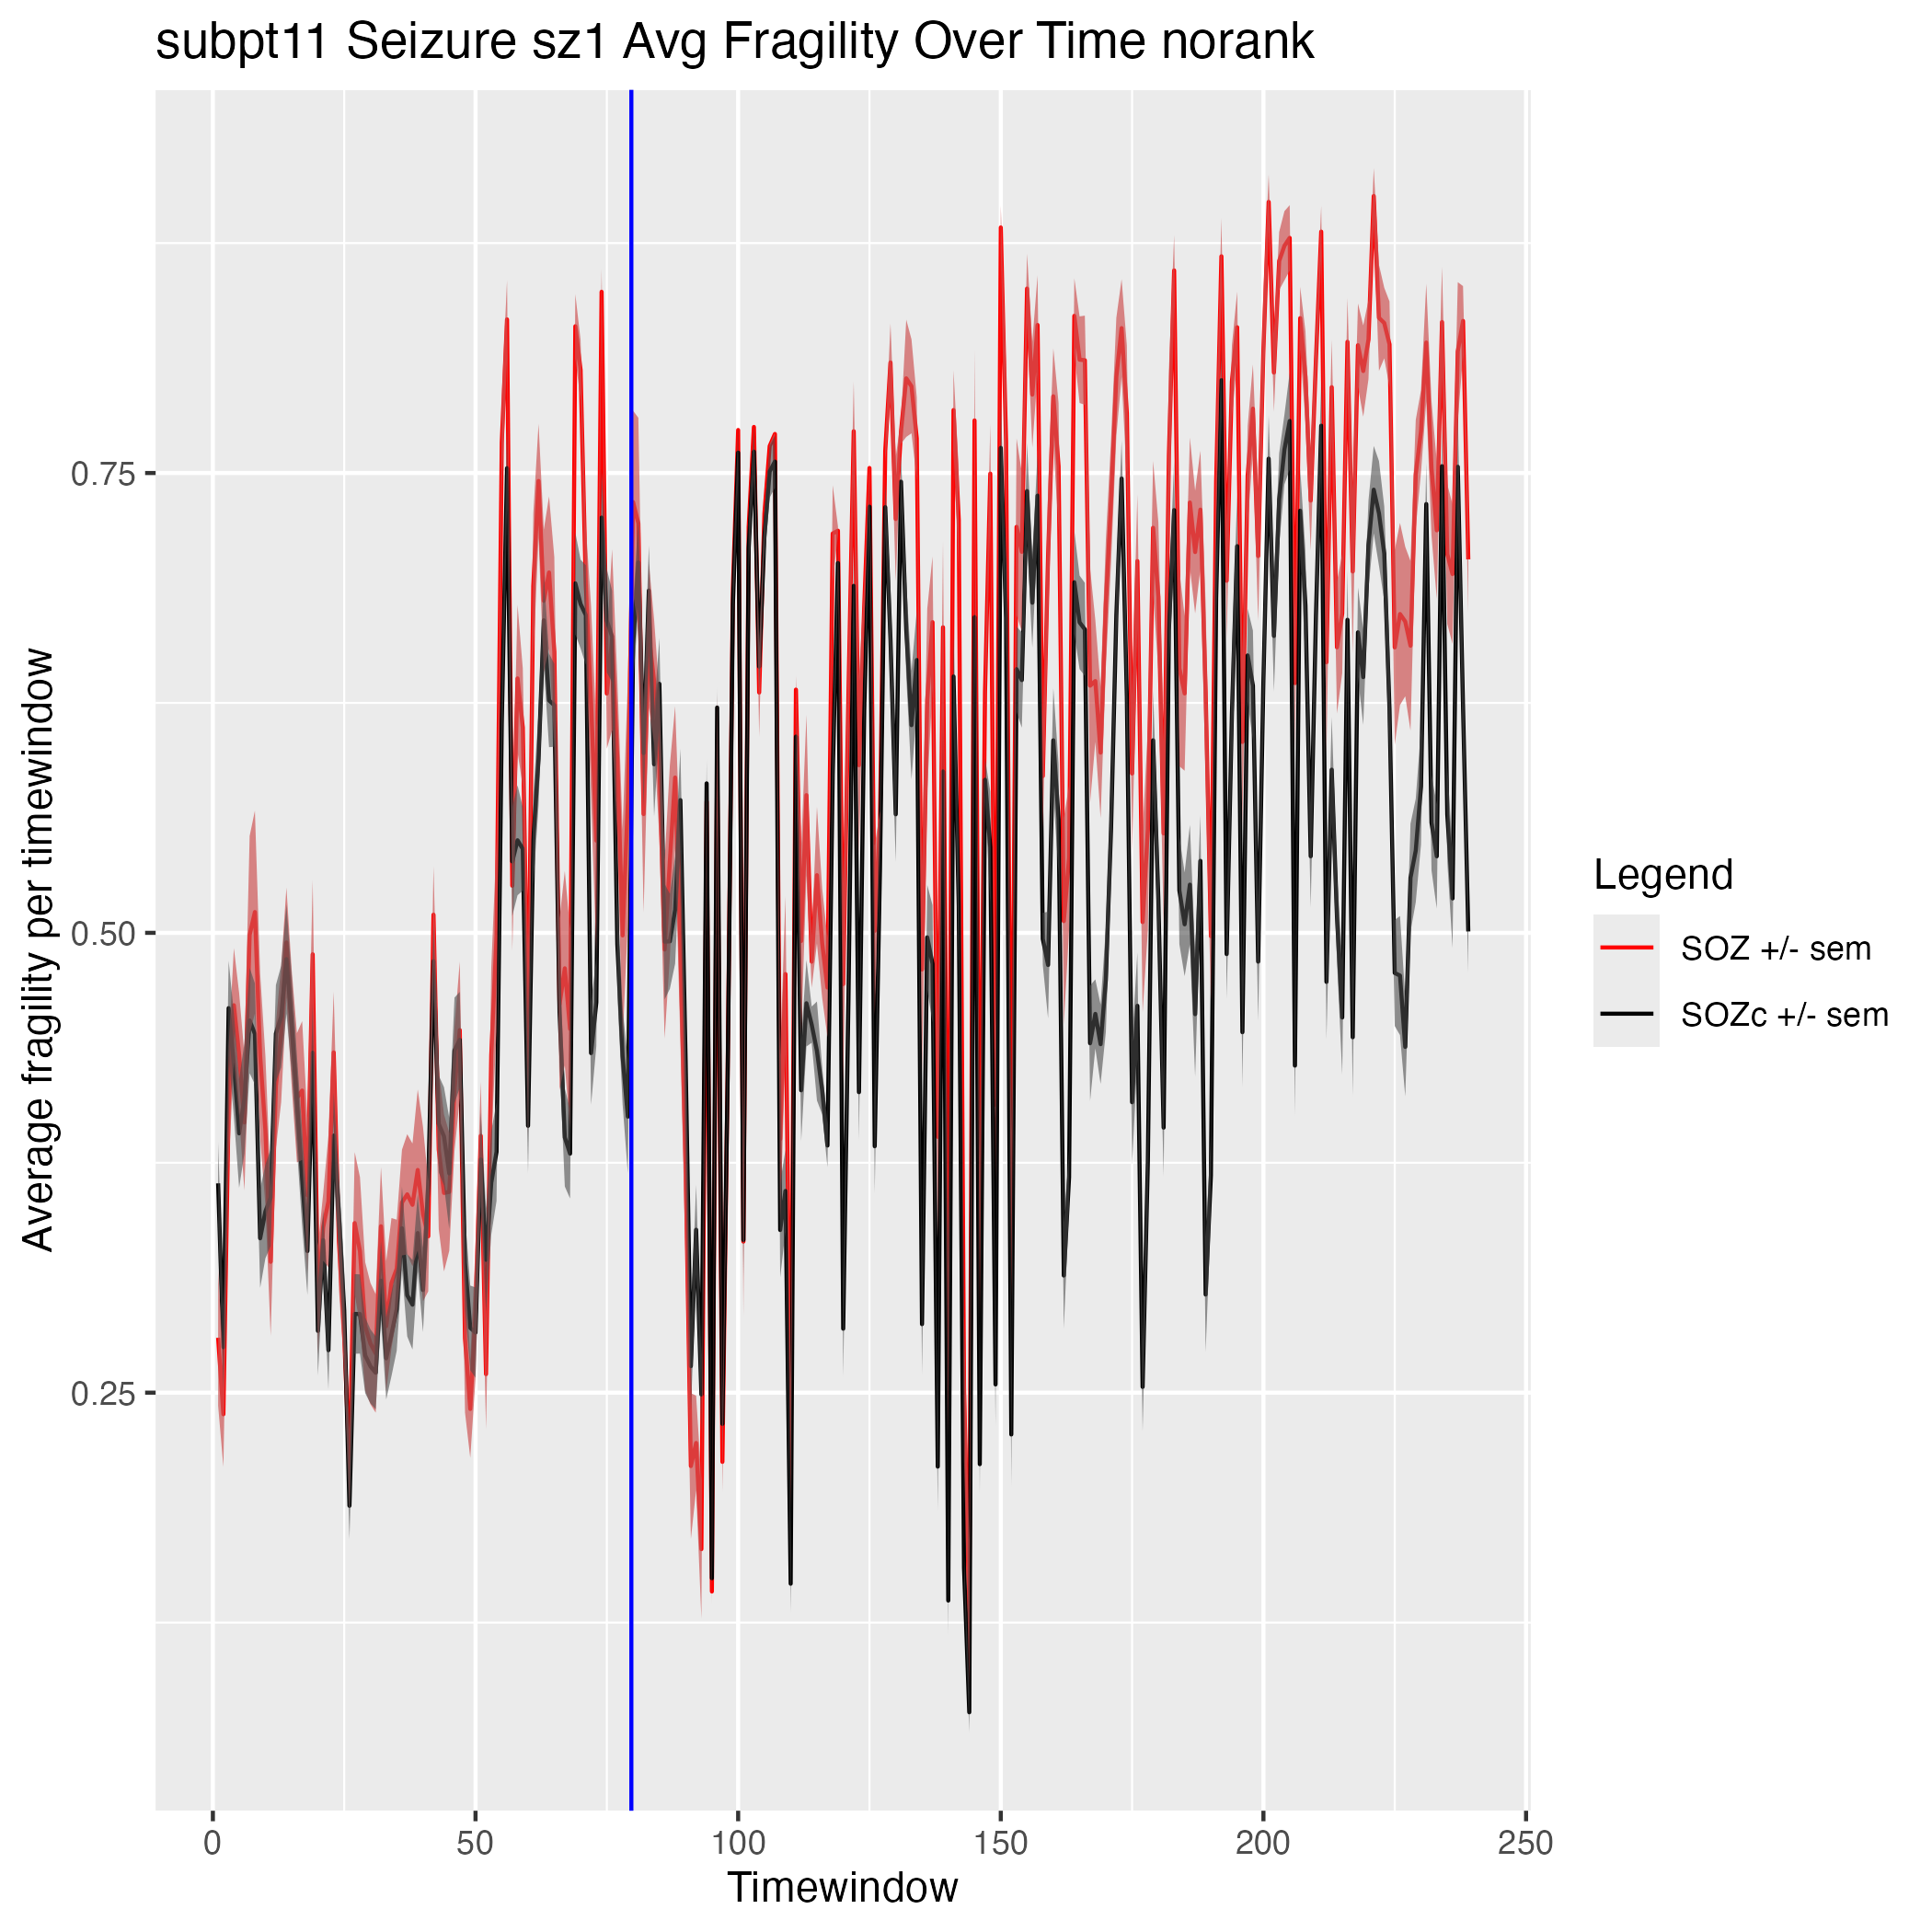 subpt11 Seizure sz1 Avg Fragility Over Time norank
Average fragility per timewindow
0.75
0.50
0.25
0
50
100
150
200
250
Timewindow
Legend
SOZ +/- sem
SOZc +/- sem